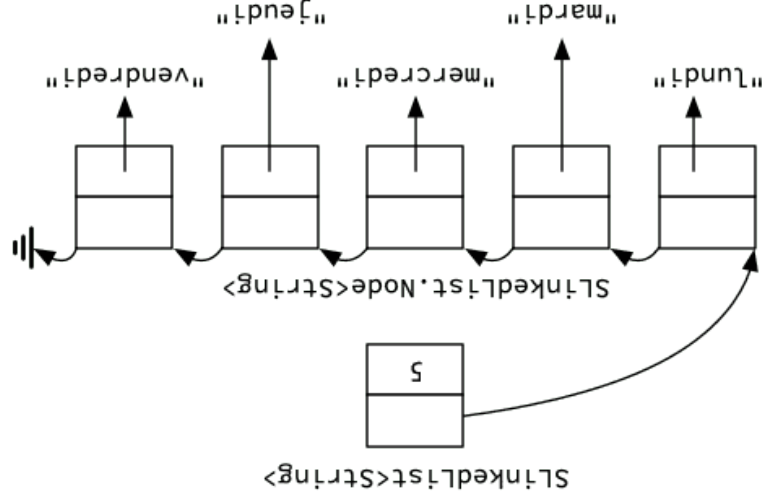 SLinkedList<String>
5
SLinkedList.Node<String>
"lundi"
"mardi"
"mercredi"
"jeudi"
"vendredi"